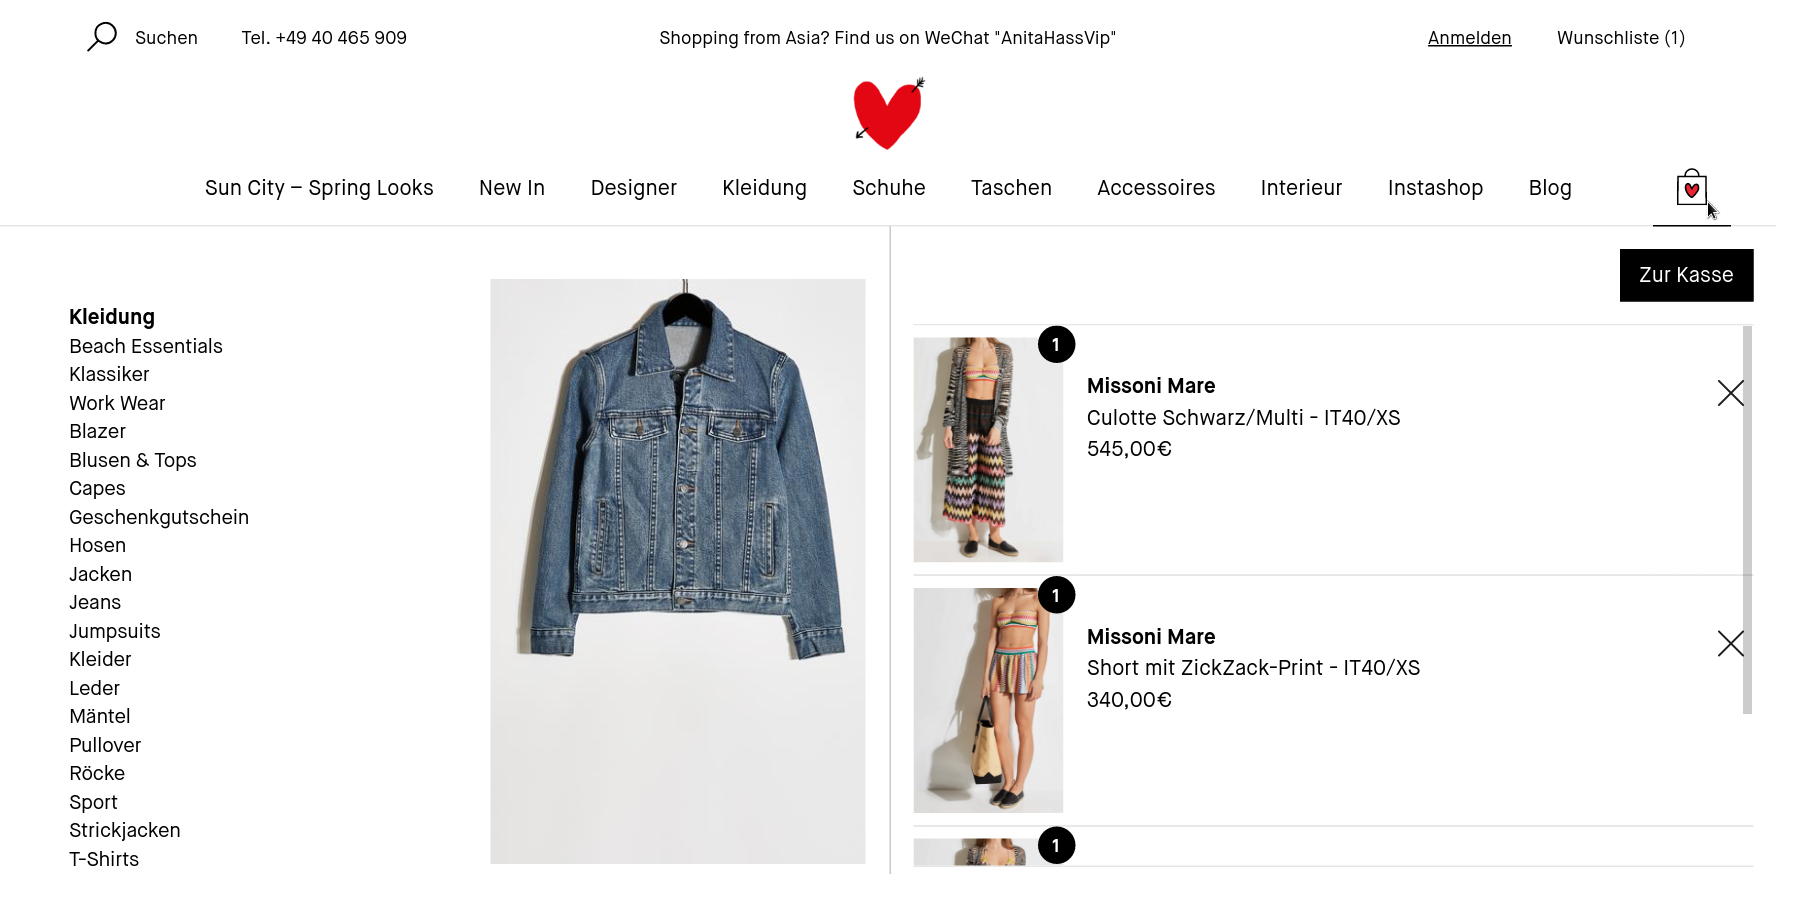 Suchen
Tel. +49 40 465 909
Shopping from Asia? Find us on WeChat "AnitaHassVip"
Anmelden
Wunschliste (1)
Sun City – Spring Looks
New In
Designer
Kleidung
Schuhe
Taschen
Accessoires
Interieur
Instashop
Blog
Kleidung
Beach Essentials
Klassiker
Work Wear
Blazer
Blusen & Tops
Capes
Geschenkgutschein
Hosen
Jacken
Jeans
Jumpsuits
Kleider
Leder
Mäntel
Pullover
Röcke
Sport
Strickjacken
T-Shirts
Zur Kasse
1
Missoni Mare
Culotte Schwarz/Multi - IT40/XS
545,00€
1
Missoni Mare
Short mit ZickZack-Print - IT40/XS
340,00€
1